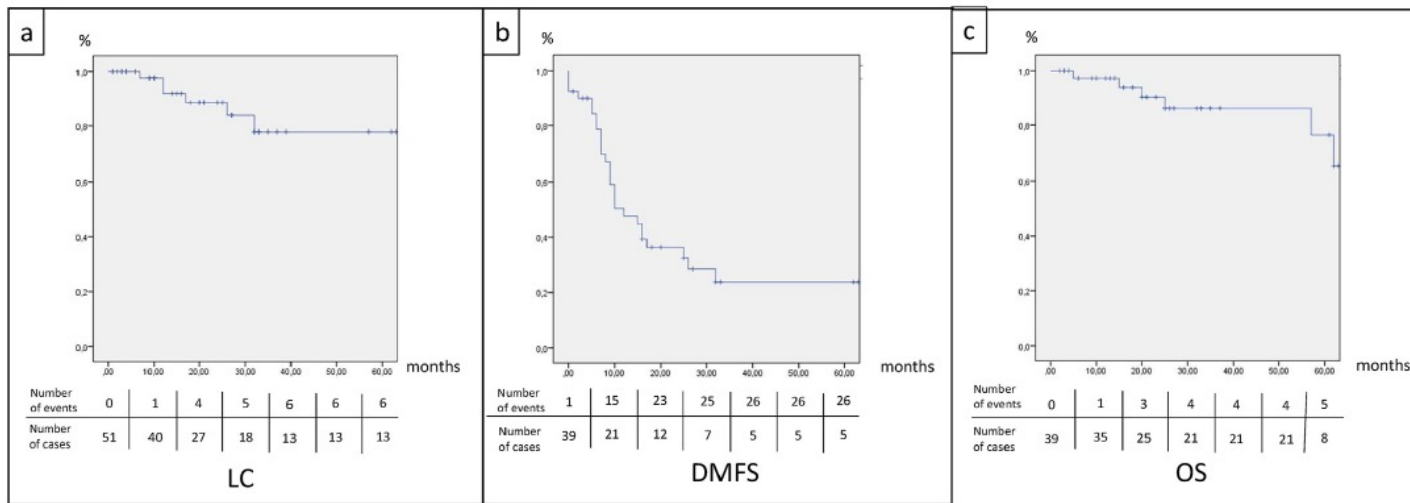 a
%
1,0
0,8
0,6
0,4
0,2
0,0
,00 10,00 20,00 30,00 40,00 50,00 60,00
months
Number of events 0 1 4 5 6 6 6
Number of cases 51 40 27 18 13 13 13
LC
b
%
1,0
0,8
0,6
0,4
0,2
0,0
,00 10,00 20,00 30,00 40,00 50,00 60,00
months
Number of events 1 15 23 25 26 26 26
Number of cases 39 21 12 7 5 5 5
DMFS
c
%
1,0
0,8
0,6
0,4
0,2
0,0
,00 10,00 20,00 30,00 40,00 50,00 60,00
months
Number of events 0 1 3 4 4 4 5
Number of cases 39 35 25 21 21 21 8
OS